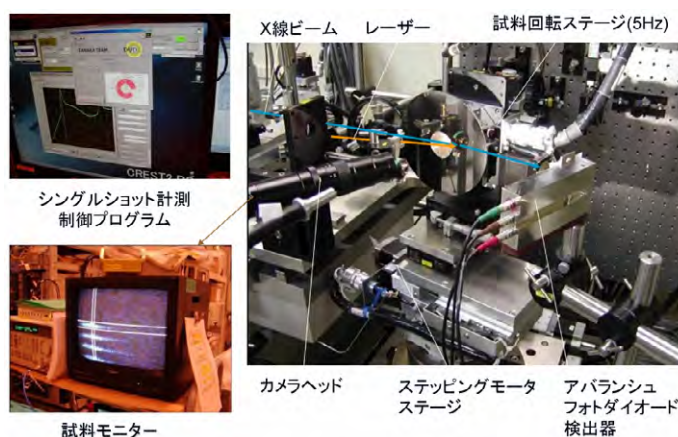 X線ビーム
レーザー
試料回転ステージ(5Hz)
シングルショット計測
制御プログラム
CREST
カメラヘッド
ステッピングモータ
ステージ
アバランシュ
フォトダイオード
検出器
試料モニター